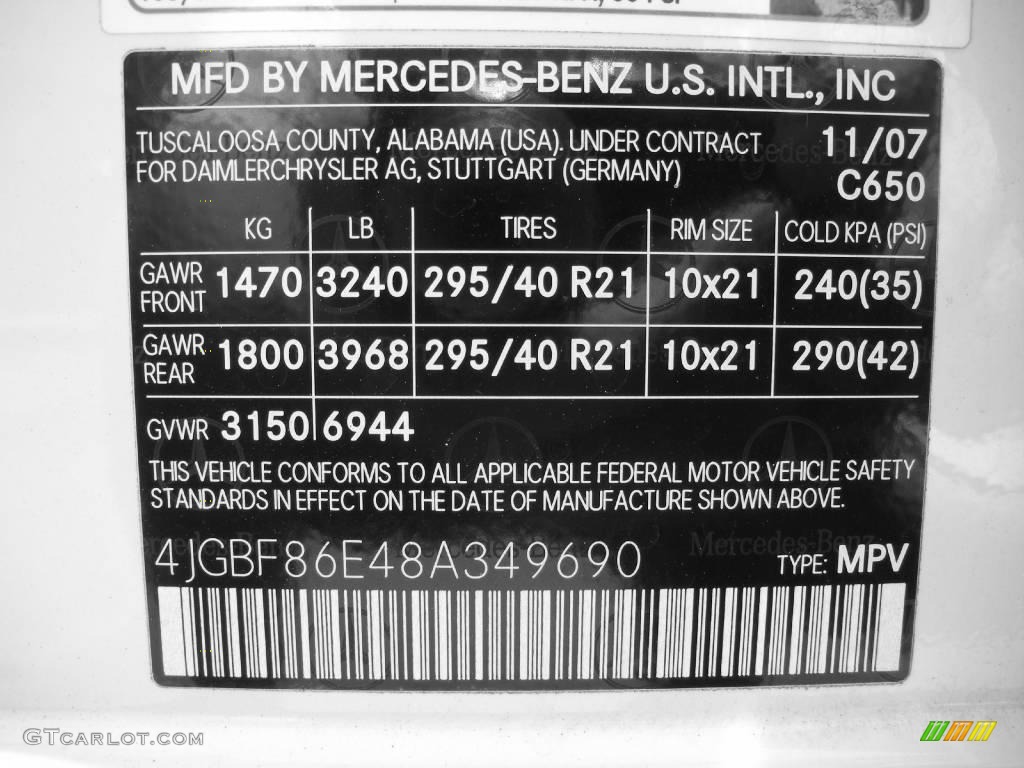 MFD BY MERCEDES-BENZ U.S. INTL., INC
TUSCALOOSA COUNTY, ALABAMA (USA). UNDER CONTRACT 11/07
FOR DAIMLERCHRYSLER AG, STUTTGART (GERMANY) C650
KG LB TIRES RIM SIZE COLD KPA (PSI)
GAWR FRONT 1470 3240 295/40 R21 10x21 240(35)
GAWR REAR 1800 3968 295/40 R21 10x21 290(42)
GVWR 3150 6944
THIS VEHICLE CONFORMS TO ALL APPLICABLE FEDERAL MOTOR VEHICLE SAFETY
STANDARDS IN EFFECT ON THE DATE OF MANUFACTURE SHOWN ABOVE.
4JGBF86E48A349690 TYPE: MPV
GTCARLOT.COM